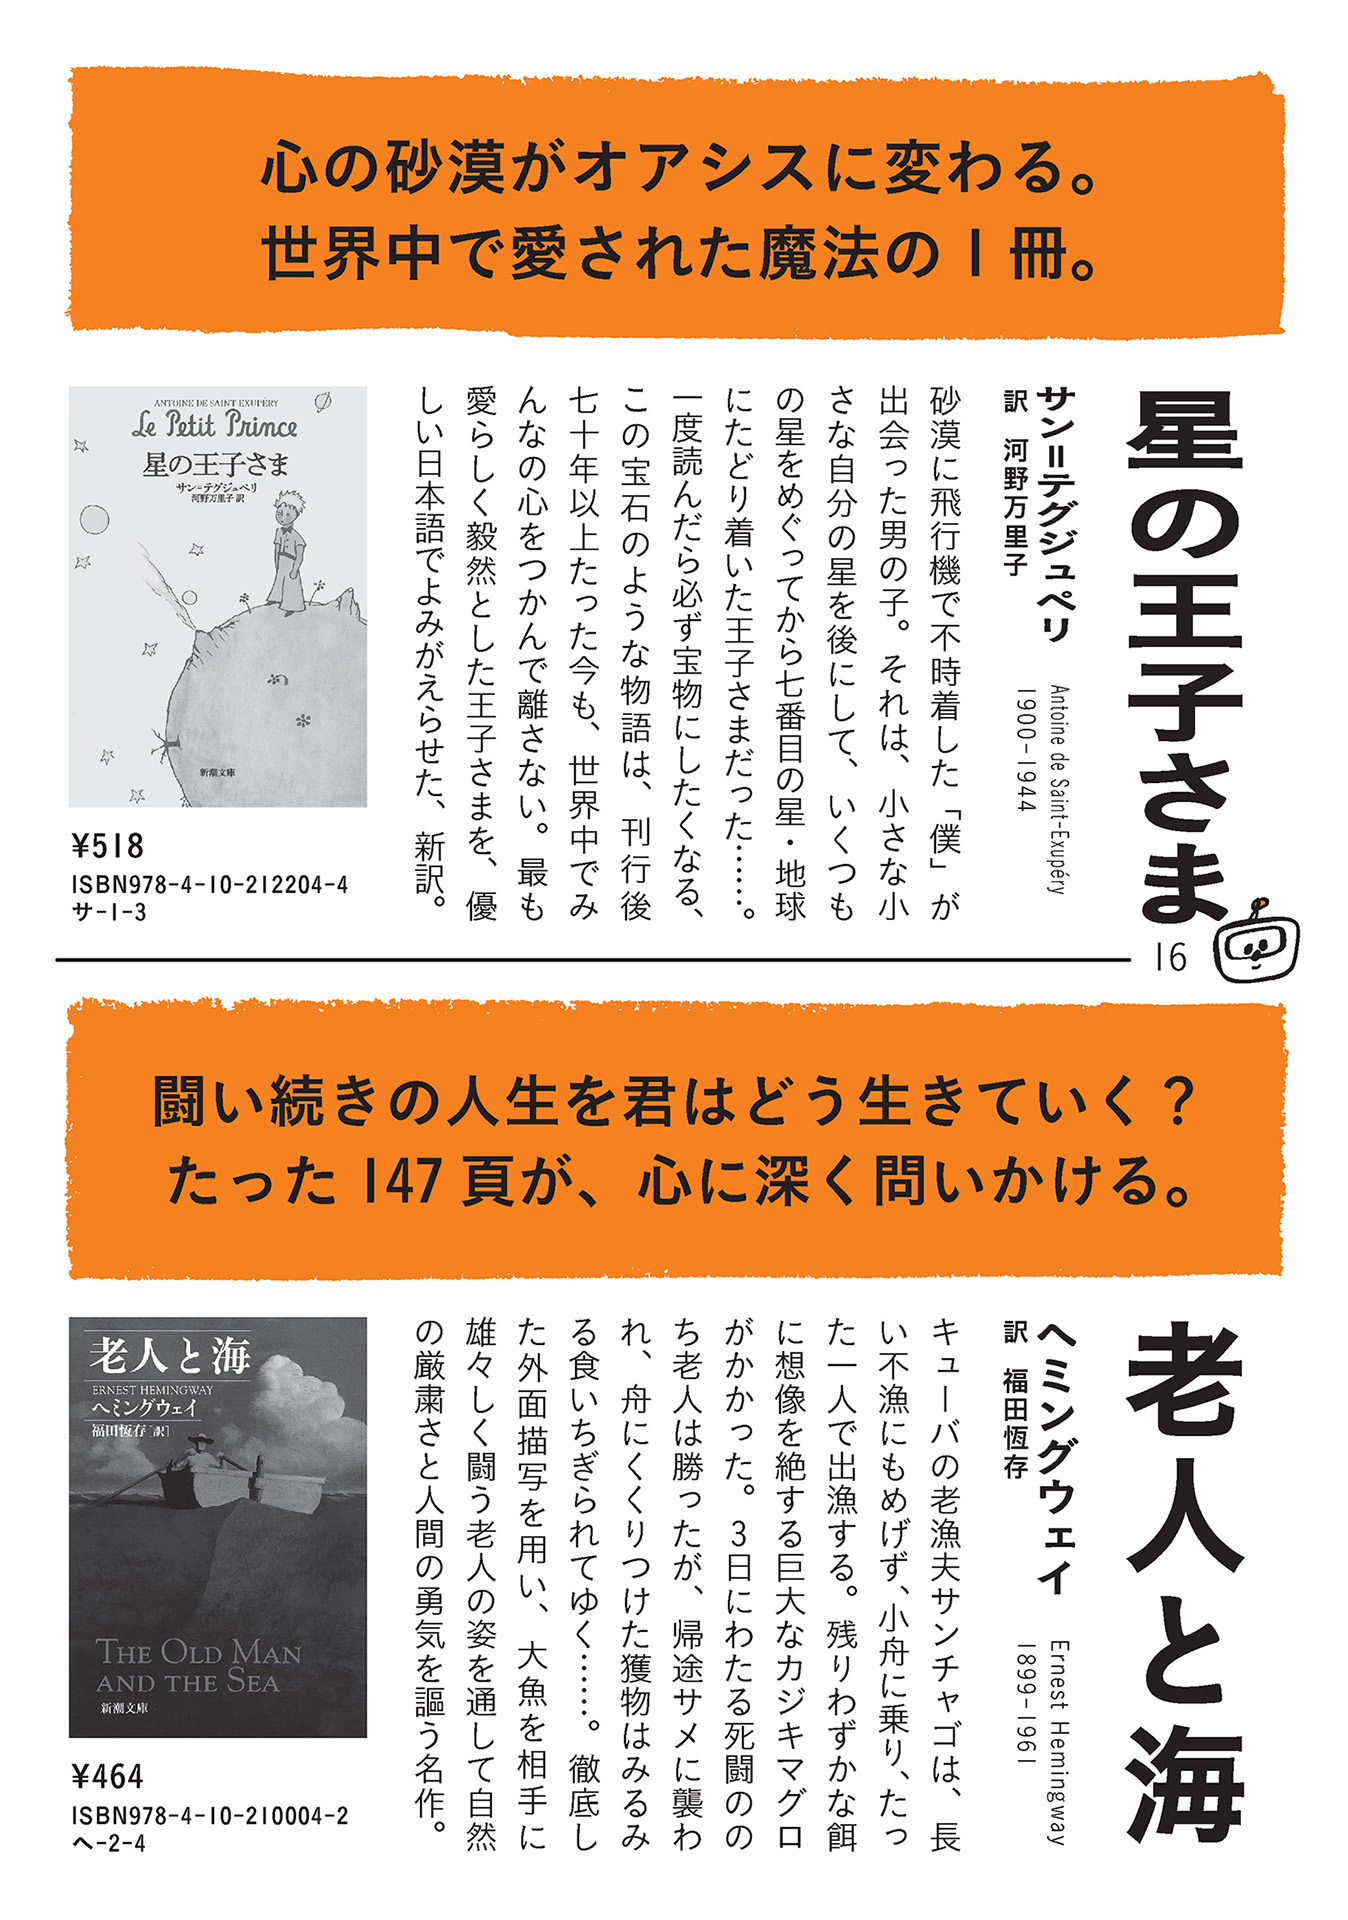 心の砂漠がオアシスに変わる。
世界中で愛された魔法の1冊。
星の王子さま
サン=テグジュペリ
訳 河野万里子
Antoine de Saint-Exupéry
1900-1944
砂漠に飛行機で不時着した「僕」が
出会った男の子。それは、小さな小
さな自分の星を後にして、いくつも
の星をめぐってから七番目の星・地球
にたどり着いた王子さまだった……。
一度読んだら必ず宝物にしたくなる、
この宝石のような物語は、刊行後
七十年以上たった今も、世界中でみ
んなの心をつかんで離さない。最も
愛らしく毅然とした王子さまを、優
しい日本語でよみがえらせた、新訳。
ANTOINE DE SAINT-EXUPÉRY
Le Petit Prince
星の王子さま
サン=テグジュペリ
河野万里子 訳
新潮文庫
¥518
ISBN978-4-10-212204-4
サ-1-3
16
闘い続きの人生を君はどう生きていく？
たった147頁が、心に深く問いかける。
老人と海
ヘミングウェイ
訳 福田恆存
Ernest Hemingway
1899-1961
キューバの老漁夫サンチャゴは、長
い不漁にもめげず、小舟に乗り、たっ
た一人で出漁する。残りわずかな餌
に想像を絶する巨大なカジキマグロ
がかかった。3日にわたる死闘のの
ち老人は勝ったが、帰途サメに襲わ
れ、舟にくくりつけた獲物はみるみ
る食いちぎられてゆく……。徹底し
た外面描写を用い、大魚を相手に
雄々しく闘う老人の姿を通して自然
の厳粛さと人間の勇気を謳う名作。
老人と海
ERNEST HEMINGWAY
ヘミングウェイ
福田恆存[訳]
THE OLD MAN
AND THE SEA
新潮文庫
¥464
ISBN978-4-10-210004-2
ヘ-2-4